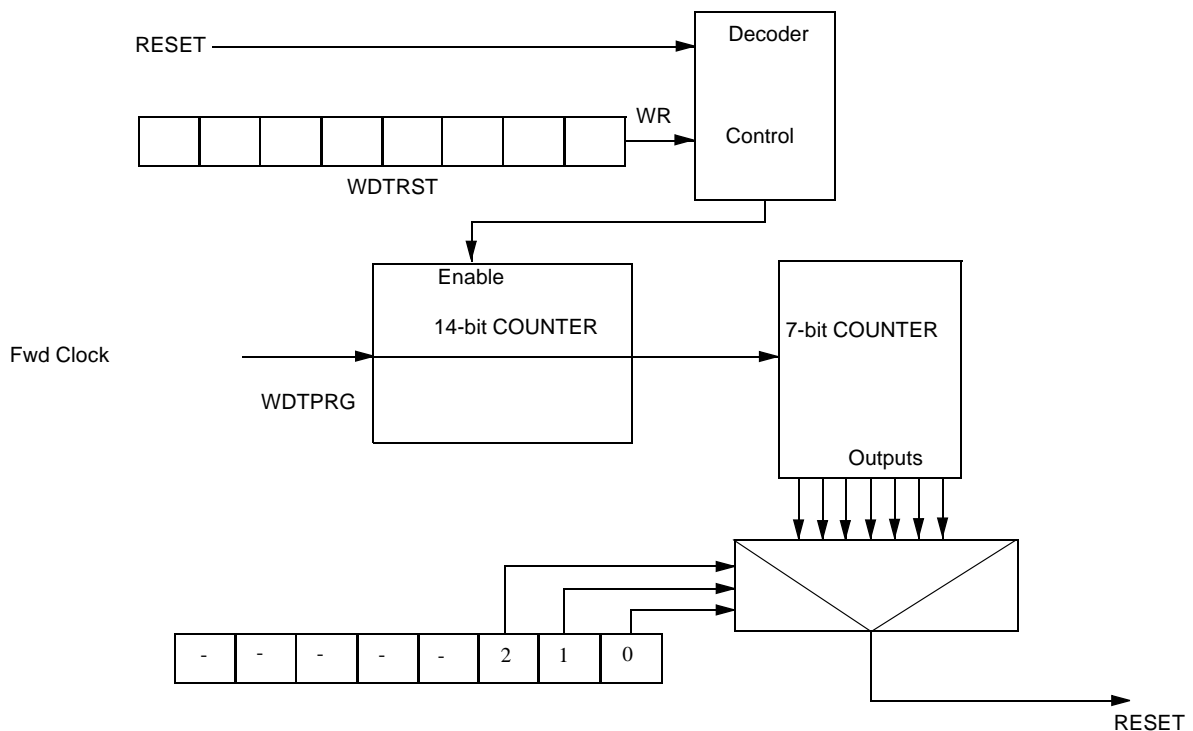 Decoder
RESET
WR
Control
WDTRST
Enable
14-bit COUNTER
7-bit COUNTER
Fwd Clock
WDTPRG
Outputs
- - - - - 2 1 0
RESET